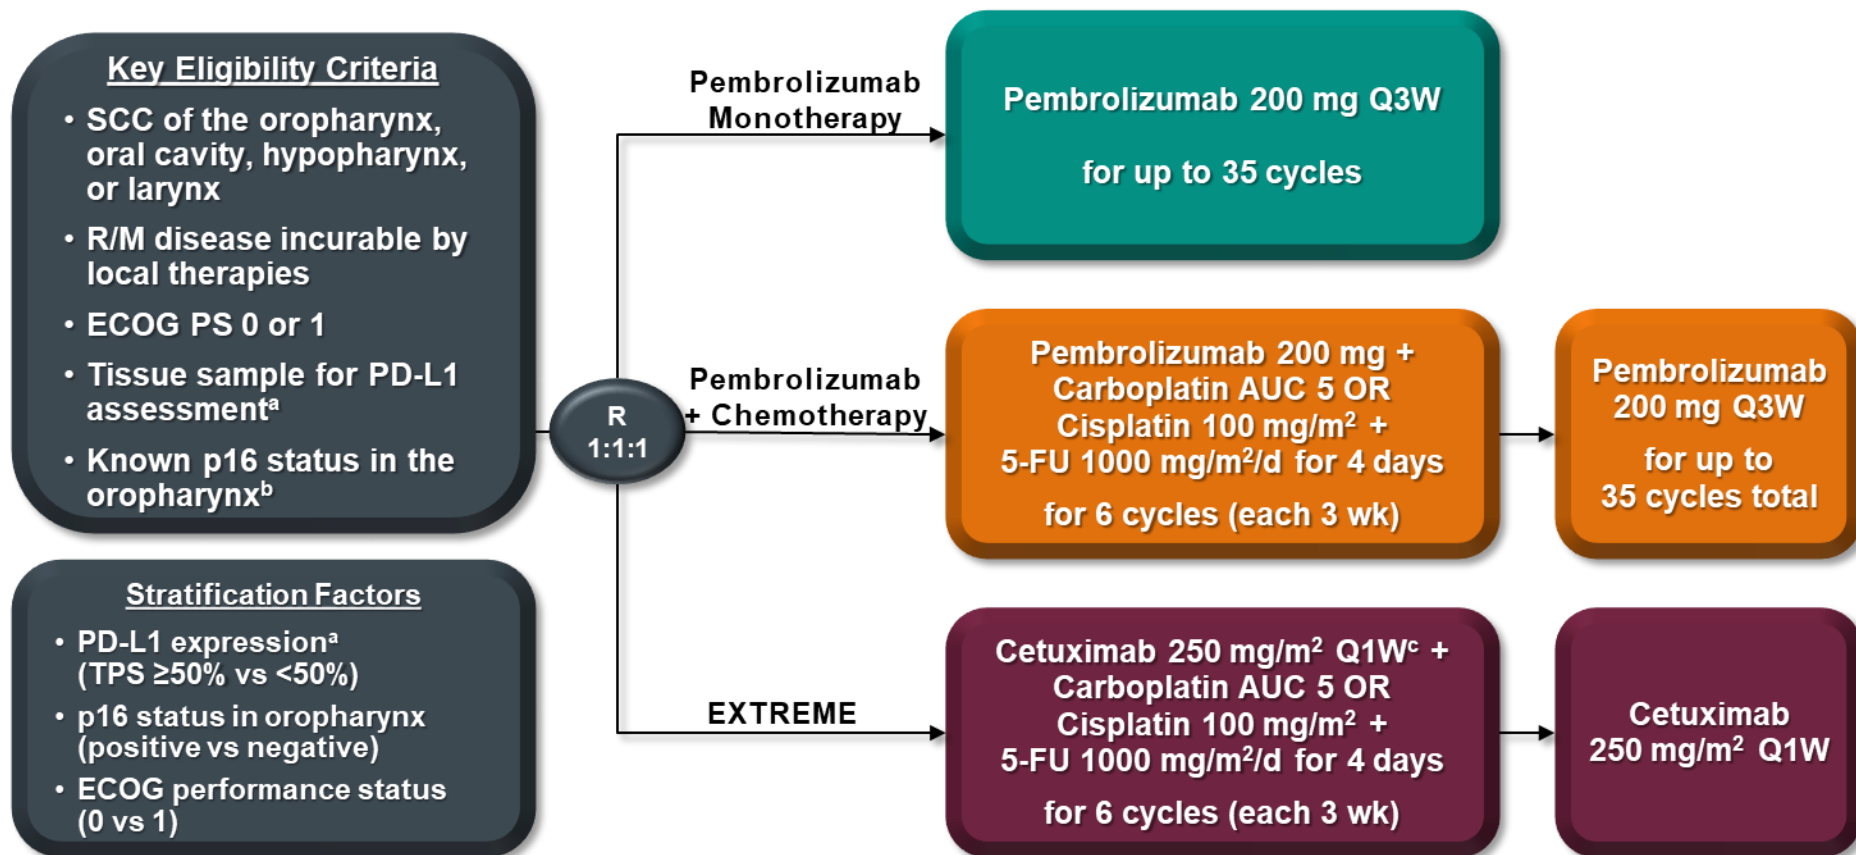 Key Eligibility Criteria
• SCC of the oropharynx,
oral cavity, hypopharynx,
or larynx
• R/M disease incurable by
local therapies
• ECOG PS 0 or 1
• Tissue sample for PD-L1
assessmentᵃ
• Known p16 status in the
oropharynxᵇ
Stratification Factors
• PD-L1 expressionᵃ
(TPS ≥50% vs <50%)
• p16 status in oropharynx
(positive vs negative)
• ECOG performance status
(0 vs 1)
R
1:1:1
Pembrolizumab
Monotherapy
Pembrolizumab 200 mg Q3W
for up to 35 cycles
Pembrolizumab
+ Chemotherapy
Pembrolizumab 200 mg +
Carboplatin AUC 5 OR
Cisplatin 100 mg/m² +
5-FU 1000 mg/m²/d for 4 days
for 6 cycles (each 3 wk)
Pembrolizumab
200 mg Q3W
for up to
35 cycles total
EXTREME
Cetuximab 250 mg/m² Q1Wᶜ +
Carboplatin AUC 5 OR
Cisplatin 100 mg/m² +
5-FU 1000 mg/m²/d for 4 days
for 6 cycles (each 3 wk)
Cetuximab
250 mg/m² Q1W